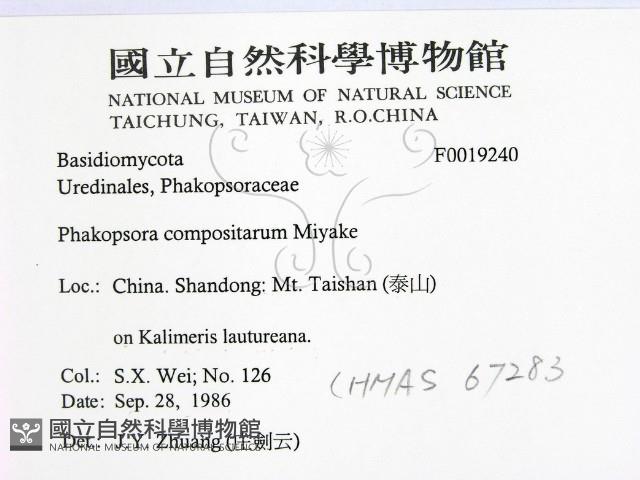 國立自然科學博物館
NATIONAL MUSEUM OF NATURAL SCIENCE
TAICHUNG, TAIWAN, R.O.CHINA
Basidiomycota F0019240
Uredinales, Phakopsoraceae
Phakopsora compositarum Miyake
Loc.: China. Shandong: Mt. Taishan (泰山)
on Kalimeris lautureana.
Col.: S.X. Wei; No. 126
(HMAS 67283
Date: Sep. 28, 1986
國立自然科學博物館
NATIONAL MUSEUM OF NATURAL SCIENCE
Det.: J.Y. Zhuang (庄劍云)